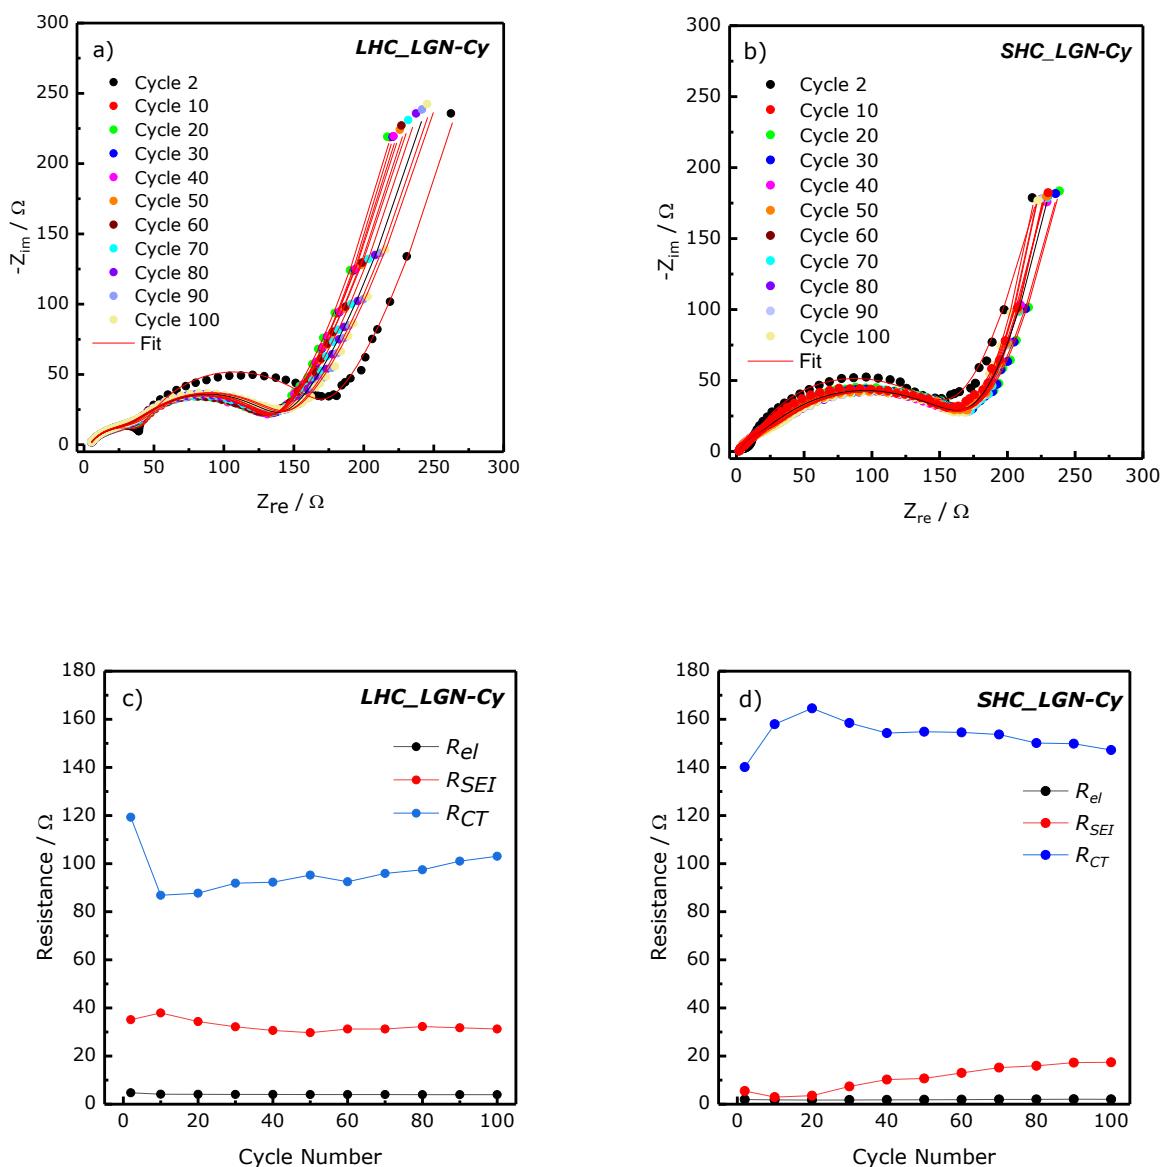 a)
LHC_LGN-Cy
Cycle 2
Cycle 10
Cycle 20
Cycle 30
Cycle 40
Cycle 50
Cycle 60
Cycle 70
Cycle 80
Cycle 90
Cycle 100
Fit
-Zim / Ω
300
250
200
150
100
50
0
0 50 100 150 200 250 300
Zre / Ω
b)
SHC_LGN-Cy
Cycle 2
Cycle 10
Cycle 20
Cycle 30
Cycle 40
Cycle 50
Cycle 60
Cycle 70
Cycle 80
Cycle 90
Cycle 100
Fit
-Zim / Ω
300
250
200
150
100
50
0
0 50 100 150 200 250 300
Zre / Ω
c)
LHC_LGN-Cy
Rel
RSEI
RCT
Resistance / Ω
180
160
140
120
100
80
60
40
20
0
0 20 40 60 80 100
Cycle Number
d)
SHC_LGN-Cy
Rel
RSEI
RCT
Resistance / Ω
180
160
140
120
100
80
60
40
20
0
0 20 40 60 80 100
Cycle Number